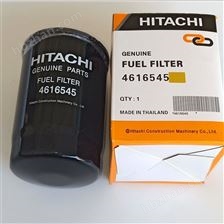 HITACHI
GENUINE PARTS
FUEL FILTER
4616545
HITACHI
GENUINE
FUEL FILTER
4616545
QTY : 1
MADE IN THAILAND
Hitachi Construction Machinery Co., Ltd.